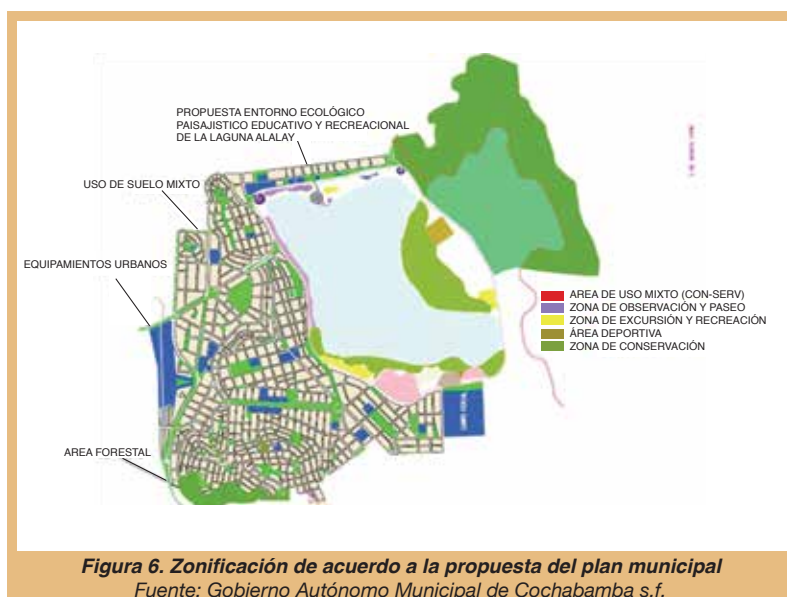 PROPUESTA ENTORNO ECOLÓGICO
PAISAJISTICO EDUCATIVO Y RECREACIONAL
DE LA LAGUNA ALALAY
USO DE SUELO MIXTO
EQUIPAMIENTOS URBANOS
AREA FORESTAL
AREA DE USO MIXTO (CON-SERV)
ZONA DE OBSERVACIÓN Y PASEO
ZONA DE EXCURSIÓN Y RECREACIÓN
ÁREA DEPORTIVA
ZONA DE CONSERVACIÓN
Figura 6. Zonificación de acuerdo a la propuesta del plan municipal
Fuente: Gobierno Autónomo Municipal de Cochabamba s.f.